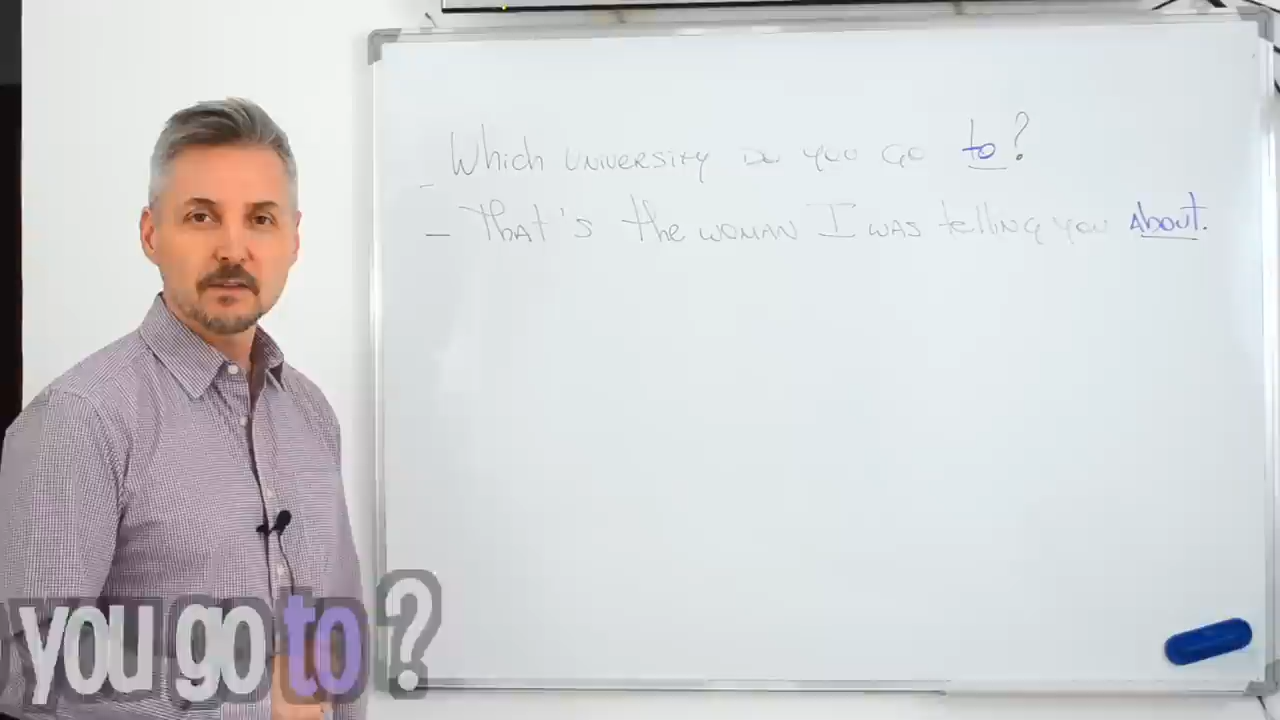 Which UNIVERSITY DO YOU GO to?
- That's the WOMAN I WAS telling you About.
you go to ?